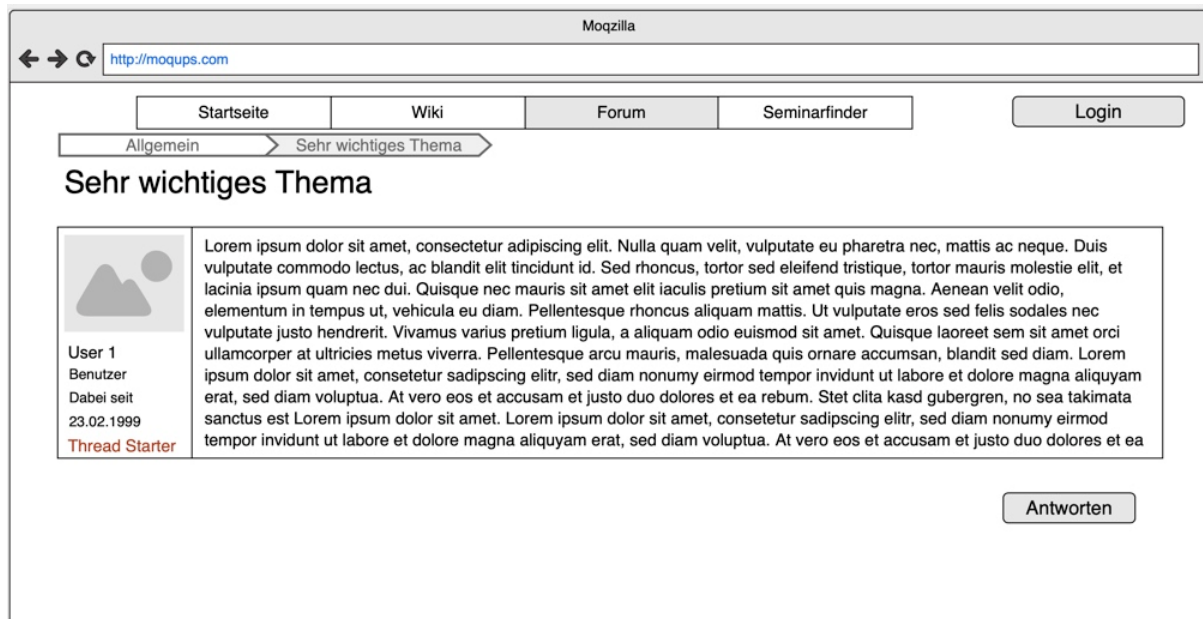 Moqzilla
http://moqups.com
Startseite Wiki Forum Seminarfinder Login
Allgemein Sehr wichtiges Thema
Sehr wichtiges Thema
User 1
Benutzer
Dabei seit
23.02.1999
Thread Starter
Lorem ipsum dolor sit amet, consectetur adipiscing elit. Nulla quam velit, vulputate eu pharetra nec, mattis ac neque. Duis
vulputate commodo lectus, ac blandit elit tincidunt id. Sed rhoncus, tortor sed eleifend tristique, tortor mauris molestie elit, et
lacinia ipsum quam nec dui. Quisque nec mauris sit amet elit iaculis pretium sit amet quis magna. Aenean velit odio,
elementum in tempus ut, vehicula eu diam. Pellentesque rhoncus aliquam mattis. Ut vulputate eros sed felis sodales nec
vulputate justo hendrerit. Vivamus varius pretium ligula, a aliquam odio euismod sit amet. Quisque laoreet sem sit amet orci
ullamcorper at ultricies metus viverra. Pellentesque arcu mauris, malesuada quis ornare accumsan, blandit sed diam. Lorem
ipsum dolor sit amet, consetetur sadipscing elitr, sed diam nonumy eirmod tempor invidunt ut labore et dolore magna aliquyam
erat, sed diam voluptua. At vero eos et accusam et justo duo dolores et ea rebum. Stet clita kasd gubergren, no sea takimata
sanctus est Lorem ipsum dolor sit amet. Lorem ipsum dolor sit amet, consetetur sadipscing elitr, sed diam nonumy eirmod
tempor invidunt ut labore et dolore magna aliquyam erat, sed diam voluptua. At vero eos et accusam et justo duo dolores et ea
Antworten